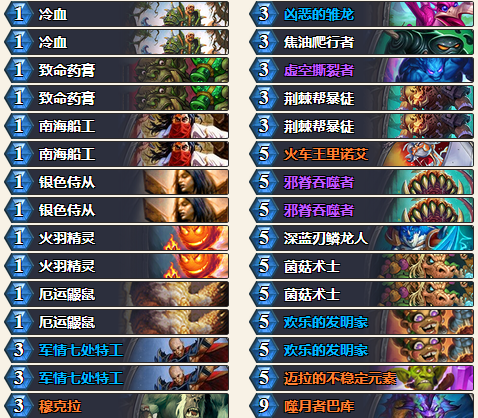 1 冷血
1 冷血
1 致命药膏
1 致命药膏
1 南海船工
1 南海船工
1 银色侍从
1 银色侍从
1 火羽精灵
1 火羽精灵
1 厄运鼹鼠
1 厄运鼹鼠
3 军情七处特工
3 军情七处特工
3 穆克拉
3 凶恶的雏龙
3 焦油爬行者
3 虚空撕裂者
3 荆棘帮暴徒
3 荆棘帮暴徒
5 火车王里诺艾
5 邪脊吞噬者
5 邪脊吞噬者
5 深蓝刃鳞龙人
5 菌菇术士
5 菌菇术士
5 欢乐的发明家
5 欢乐的发明家
5 迈拉的不稳定元素
9 噬月者巴库